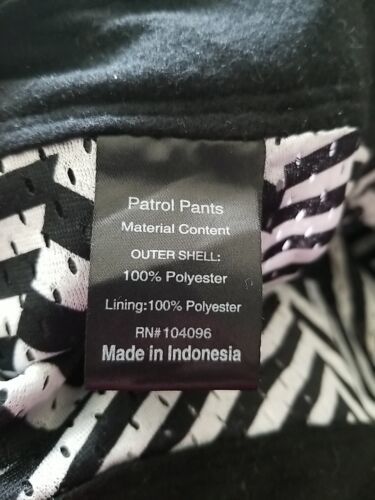 Patrol Pants
Material Content
OUTER SHELL:
100% Polyester
Lining:100% Polyester
RN#104096
Made in Indonesia